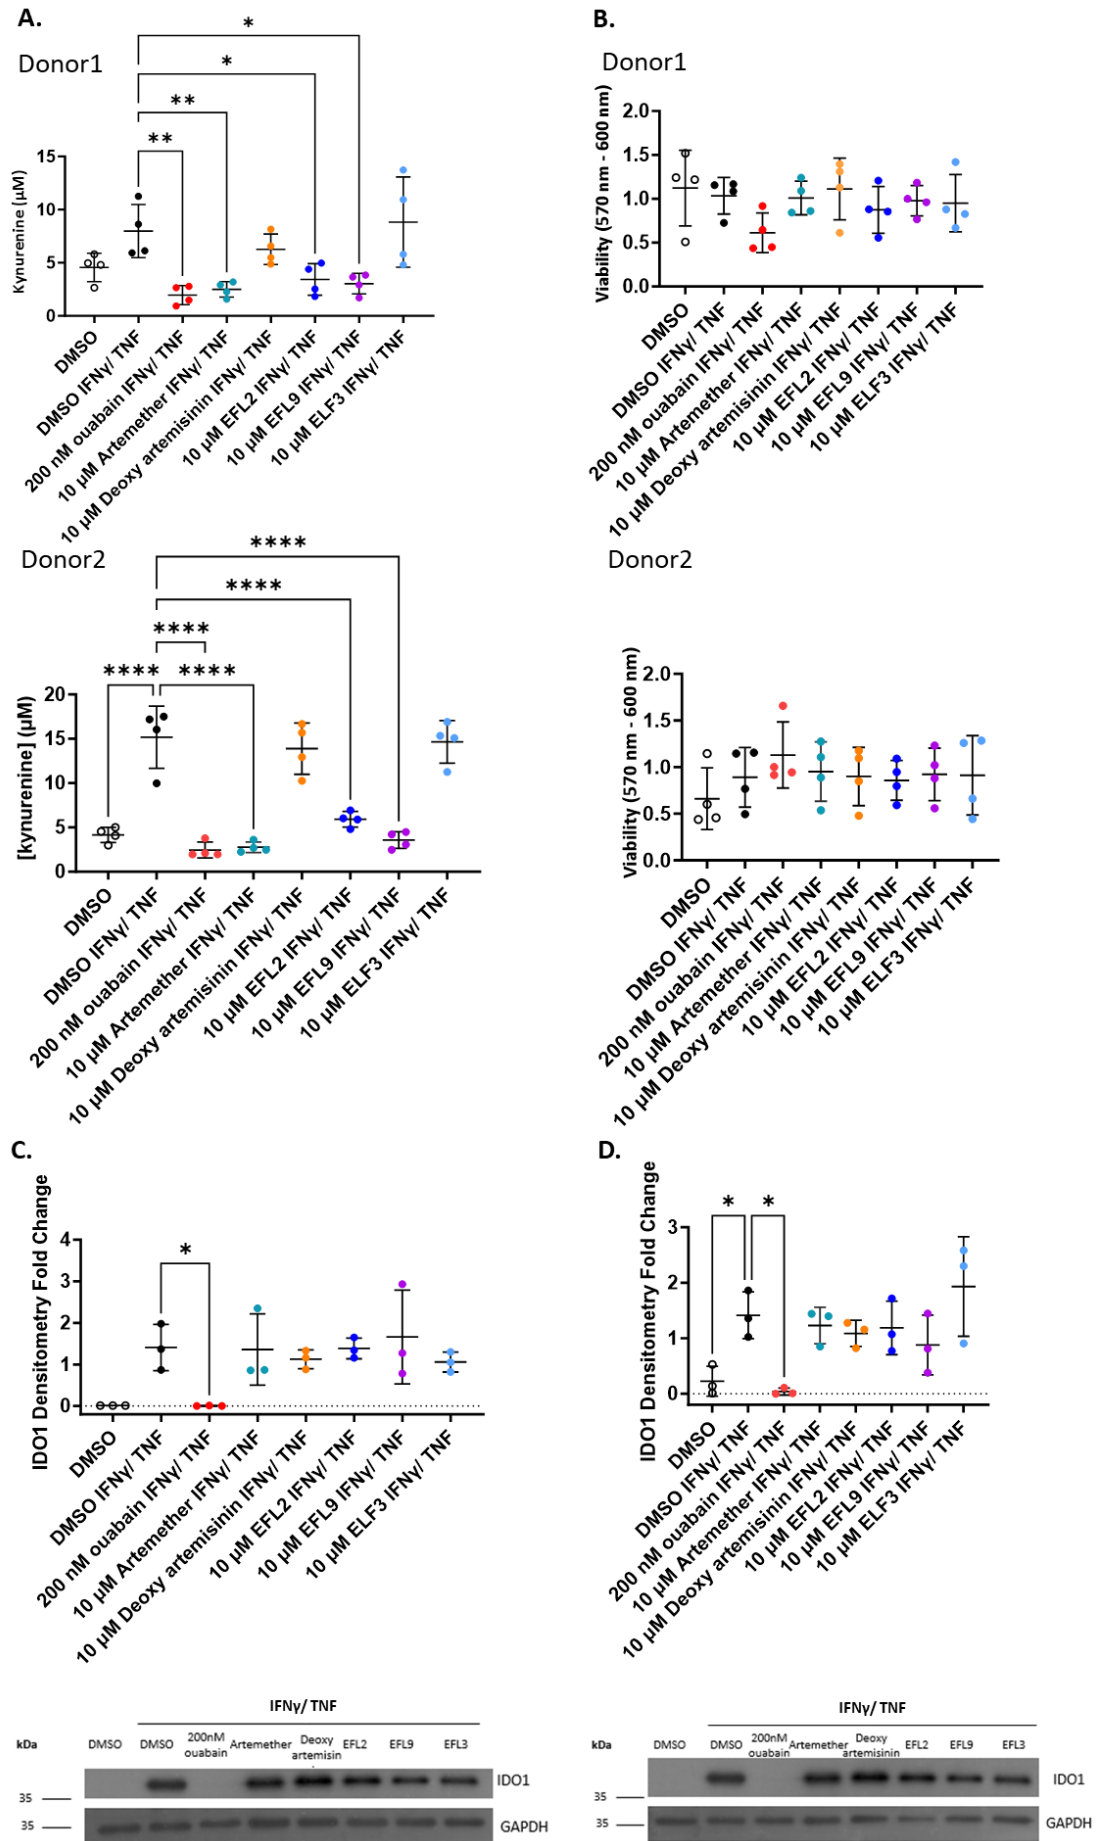 A.
Donor1
*
*
**
**
Kynurenine (µM)
15
10
5
0
DMSO
DMSO IFNγ/ TNF
200 nM ouabain IFNγ/ TNF
10 µM Artemether IFNγ/ TNF
10 µM Deoxy artemisinin IFNγ/ TNF
10 µM EFL2 IFNγ/ TNF
10 µM EFL9 IFNγ/ TNF
10 µM ELF3 IFNγ/ TNF
B.
Donor1
Viability (570 nm - 600 nm)
2.0
1.5
1.0
0.5
0.0
DMSO
DMSO IFNγ/ TNF
200 nM ouabain IFNγ/ TNF
10 µM Artemether IFNγ/ TNF
10 µM Deoxy artemisinin IFNγ/ TNF
10 µM EFL2 IFNγ/ TNF
10 µM EFL9 IFNγ/ TNF
10 µM ELF3 IFNγ/ TNF
Donor2
****
****
****
**** ****
[kynurenine] (µM)
20
15
10
5
0
DMSO
DMSO IFNγ/ TNF
200 nM ouabain IFNγ/ TNF
10 µM Artemether IFNγ/ TNF
10 µM Deoxy artemisinin IFNγ/ TNF
10 µM EFL2 IFNγ/ TNF
10 µM EFL9 IFNγ/ TNF
10 µM ELF3 IFNγ/ TNF
Donor2
Viability (570 nm - 600 nm)
2.0
1.5
1.0
0.5
0.0
DMSO
DMSO IFNγ/ TNF
200 nM ouabain IFNγ/ TNF
10 µM Artemether IFNγ/ TNF
10 µM Deoxy artemisinin IFNγ/ TNF
10 µM EFL2 IFNγ/ TNF
10 µM EFL9 IFNγ/ TNF
10 µM ELF3 IFNγ/ TNF
C.
*
IDO1 Densitometry Fold Change
4
3
2
1
0
DMSO
DMSO IFNγ/ TNF
200 nM ouabain IFNγ/ TNF
10 µM Artemether IFNγ/ TNF
10 µM Deoxy artemisinin IFNγ/ TNF
10 µM EFL2 IFNγ/ TNF
10 µM EFL9 IFNγ/ TNF
10 µM ELF3 IFNγ/ TNF
D.
* *
IDO1 Densitometry Fold Change
3
2
1
0
DMSO
DMSO IFNγ/ TNF
200 nM ouabain IFNγ/ TNF
10 µM Artemether IFNγ/ TNF
10 µM Deoxy artemisinin IFNγ/ TNF
10 µM EFL2 IFNγ/ TNF
10 µM EFL9 IFNγ/ TNF
10 µM ELF3 IFNγ/ TNF
IFNγ/ TNF
kDa DMSO DMSO 200nM ouabain Artemether Deoxy artemisin EFL2 EFL9 EFL3
IDO1
35
35
GAPDH
IFNγ/ TNF
kDa DMSO DMSO 200nM ouabain Artemether Deoxy artemisinin EFL2 EFL9 EFL3
IDO1
35
35
GAPDH